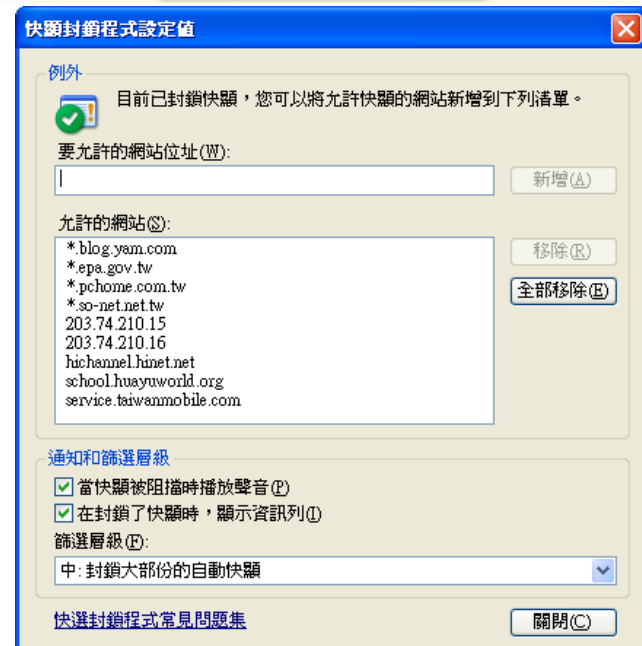 快顯封鎖程式設定值
例外
目前已封鎖快顯，您可以將允許快顯的網站新增到下列清單。
要允許的網站位址(W):
新增(A)
允許的網站(S):
*.blog.yam.com
*.epa.gov.tw
*.pchome.com.tw
*.so-net.net.tw
203.74.210.15
203.74.210.16
hichannel.hinet.net
school.huayuworld.org
service.taiwanmobile.com
移除(R)
全部移除(E)
通知和篩選層級
當快顯被阻擋時播放聲音(P)
在封鎖了快顯時，顯示資訊列(I)
篩選層級(F):
中: 封鎖大部份的自動快顯
快選封鎖程式常見問題集
關閉(C)